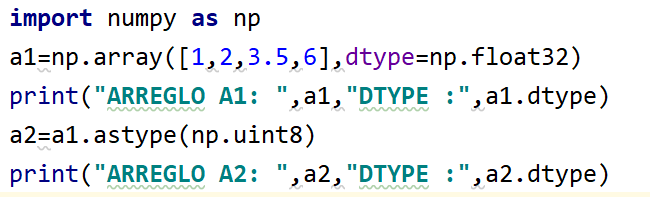 import numpy as np
a1=np.array([1,2,3.5,6],dtype=np.float32)
print("ARREGLO A1: ",a1,"DTYPE :",a1.dtype)
a2=a1.astype(np.uint8)
print("ARREGLO A2: ",a2,"DTYPE :",a2.dtype)